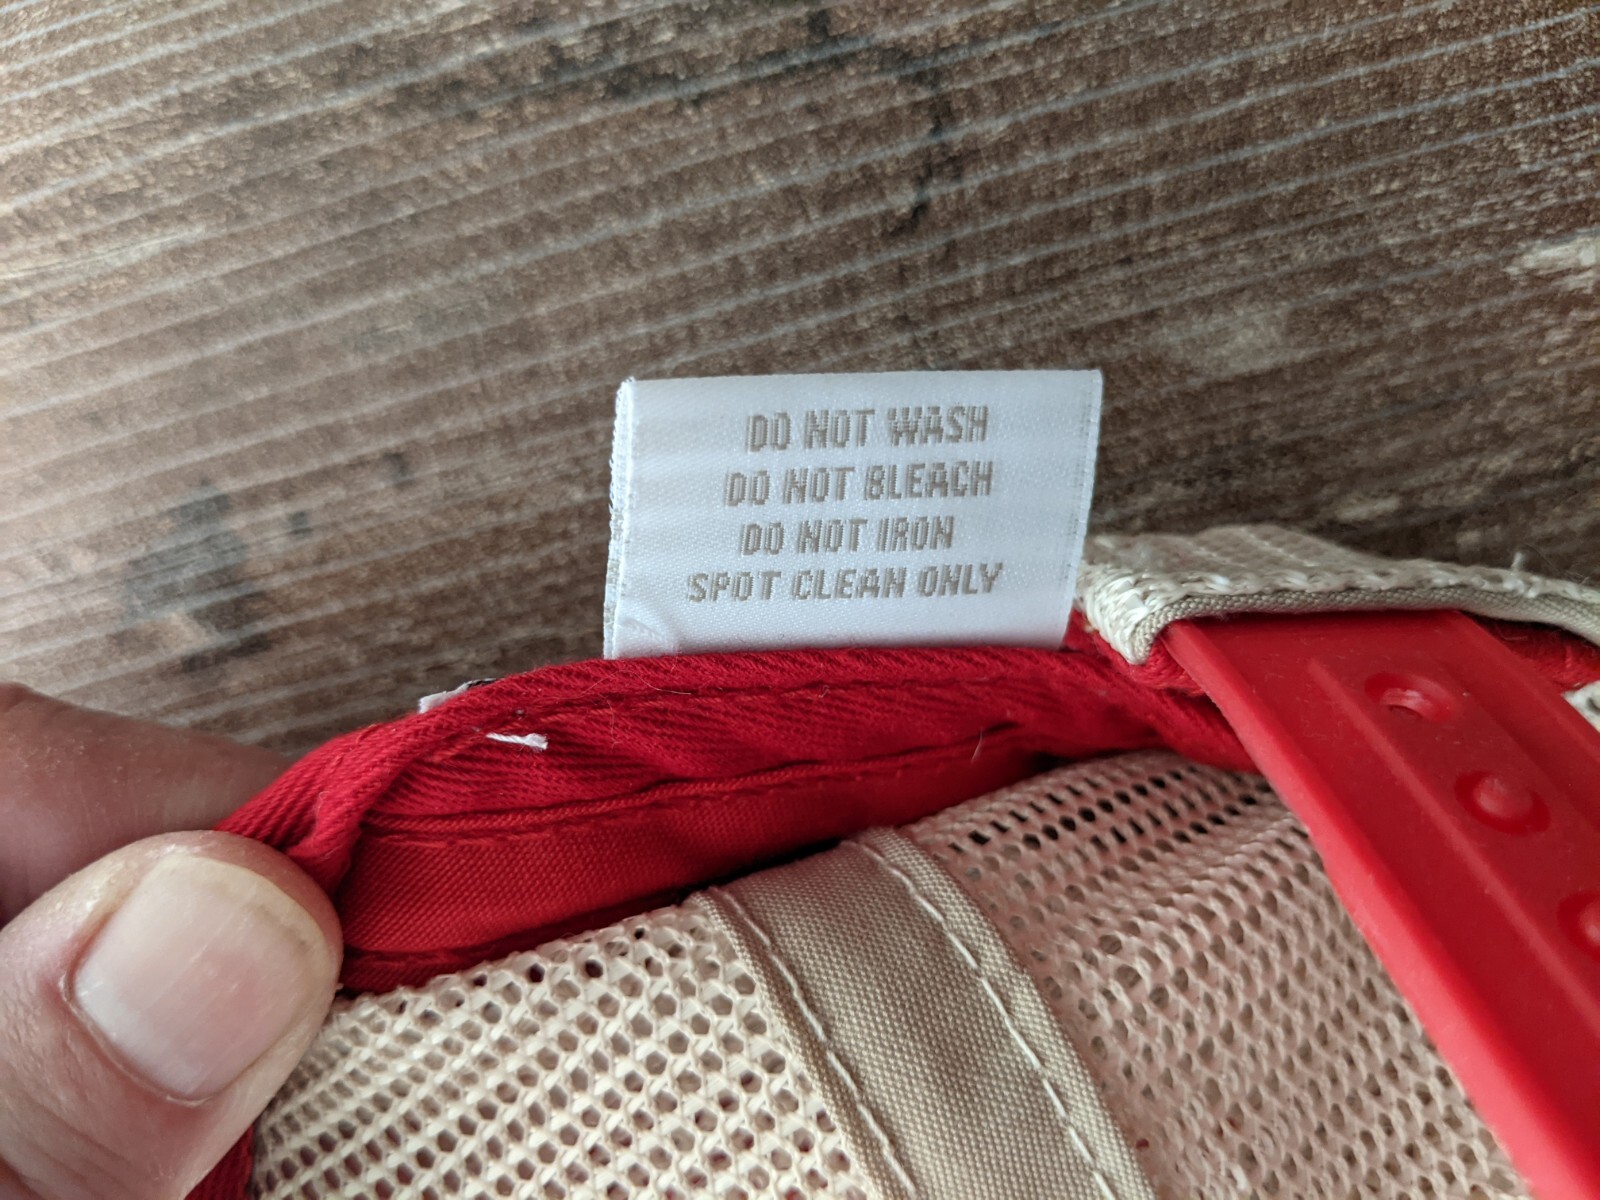 DO NOT WASH
DO NOT BLEACH
DO NOT IRON
SPOT CLEAN ONLY